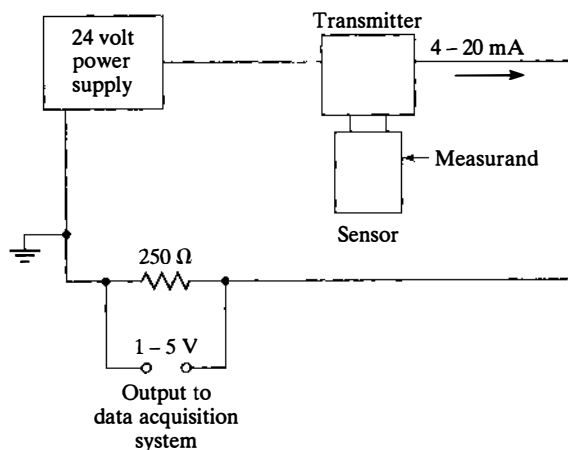 24 volt
power
supply
Transmitter
4 – 20 mA
Measurand
Sensor
250 Ω
1 – 5 V
Output to
data acquisition
system